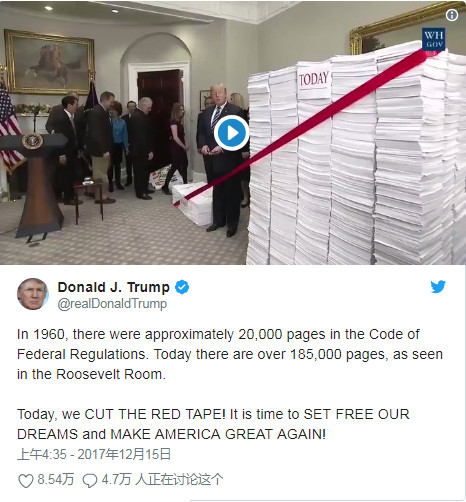 WH
GOV
TODAY
Donald J. Trump
@realDonaldTrump
In 1960, there were approximately 20,000 pages in the Code of
Federal Regulations. Today there are over 185,000 pages, as seen
in the Roosevelt Room.
Today, we CUT THE RED TAPE! It is time to SET FREE OUR
DREAMS and MAKE AMERICA GREAT AGAIN!
上午4:35 - 2017年12月15日
8.54万 4.7万 人正在讨论这个